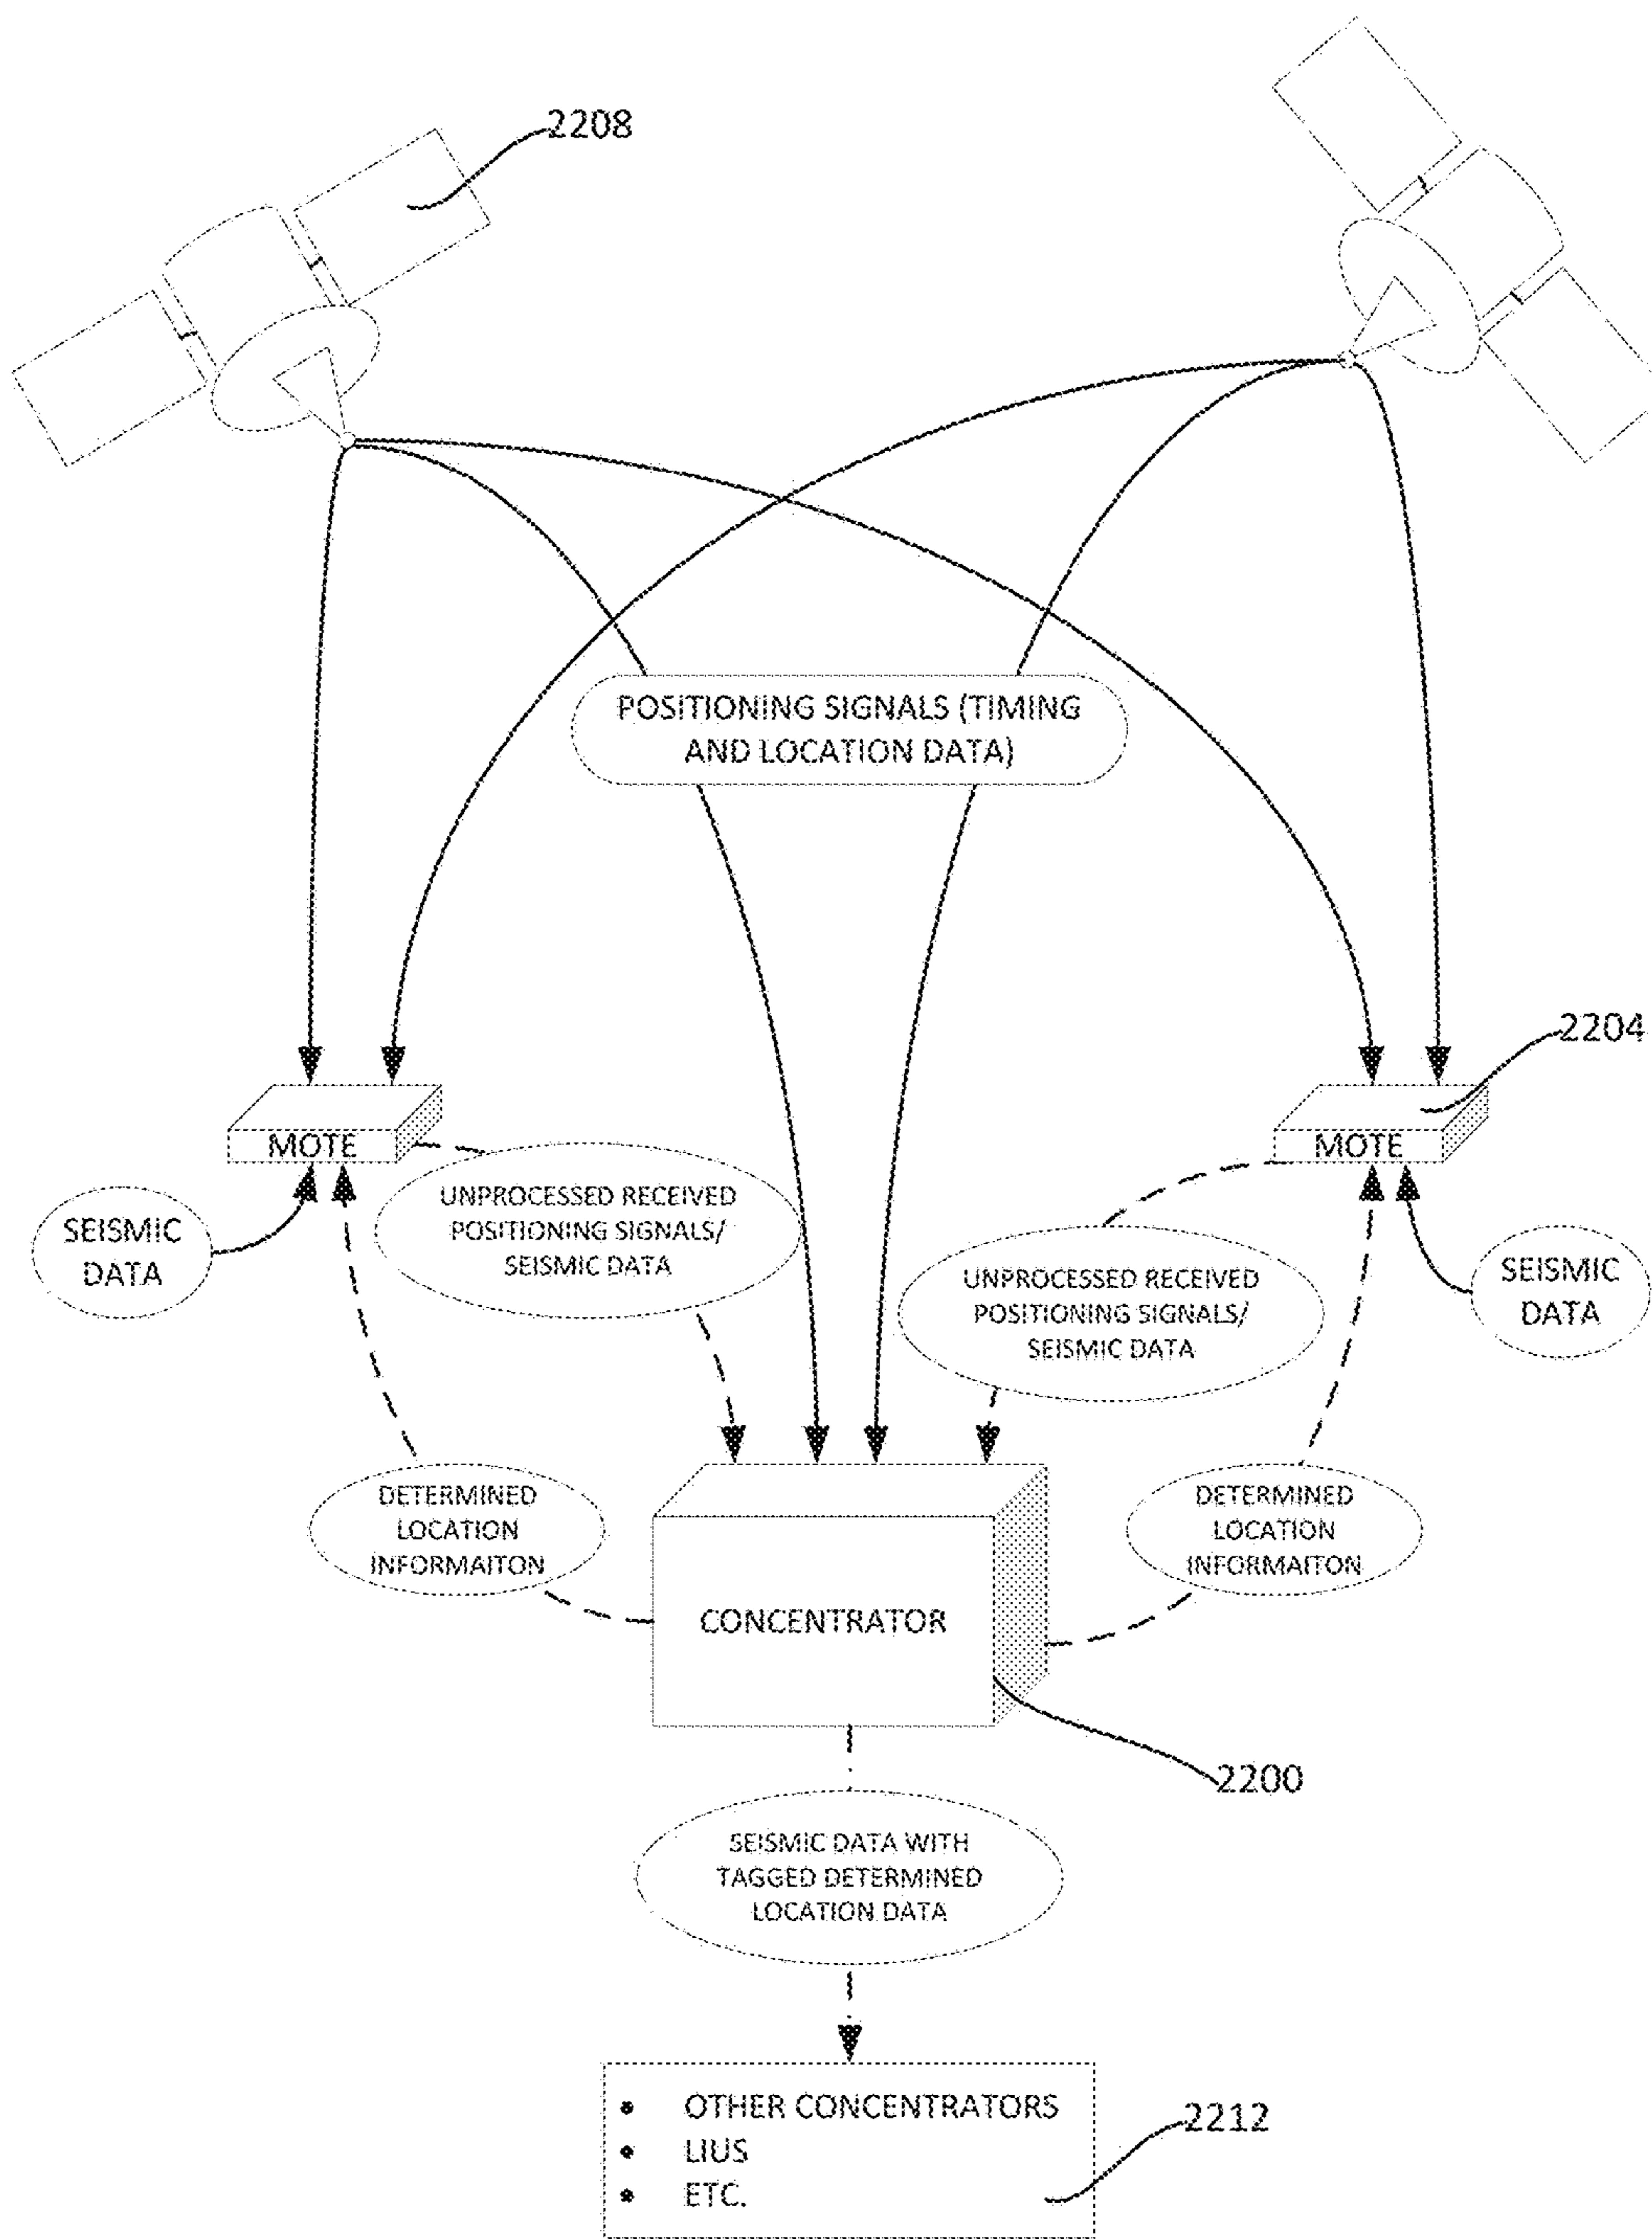 2208
POSITIONING SIGNALS (TIMING
AND LOCATION DATA)
2204
MOTE
MOTE
UNPROCESSED RECEIVED
POSITIONING SIGNALS/
SEISMIC DATA
SEISMIC
DATA
UNPROCESSED RECEIVED
POSITIONING SIGNALS/
SEISMIC DATA
SEISMIC
DATA
DETERMINED
LOCATION
INFORMAITON
DETERMINED
LOCATION
INFORMAITON
CONCENTRATOR
2200
SEISMIC DATA WITH
TAGGED DETERMINED
LOCATION DATA
• OTHER CONCENTRATORS
• LIUS
• ETC.
2212